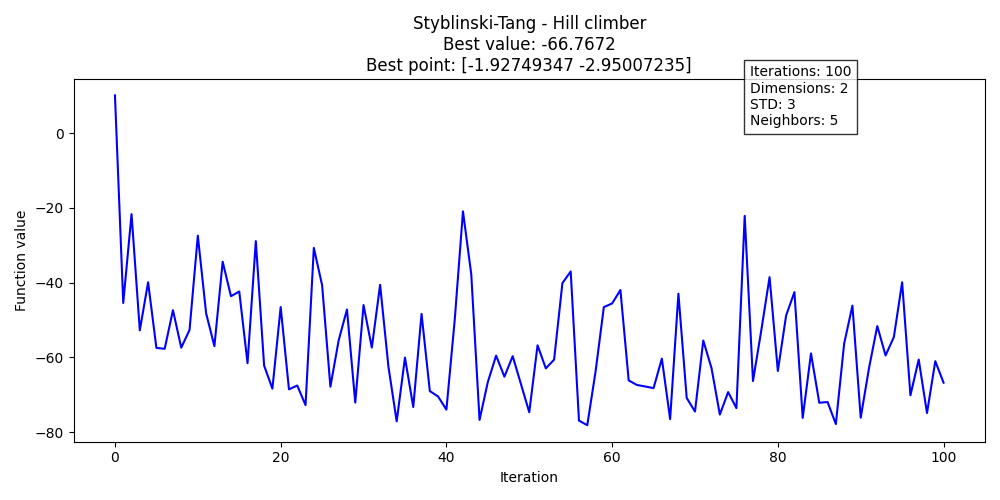 Styblinski-Tang - Hill climber
Best value: -66.7672
Best point: [-1.92749347 -2.95007235]
Iterations: 100
Dimensions: 2
STD: 3
Neighbors: 5
Function value
0
−20
−40
−60
−80
0
20
40
60
80
100
Iteration